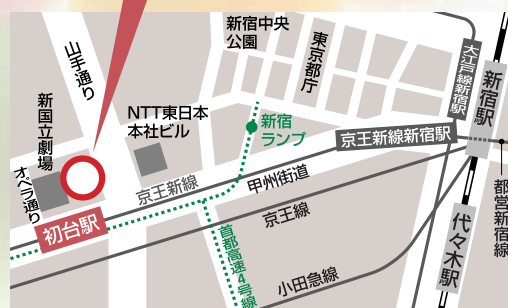 新宿中央
公園
東京都庁
山手通り
大江戸線新宿駅
新宿駅
NTT東日本
本社ビル
新国立劇場
新宿
ランプ
京王新線新宿駅
オペラ通り
京王新線
甲州街道
都営新宿線
初台駅
京王線
代々木駅
首都高速4号線
小田急線